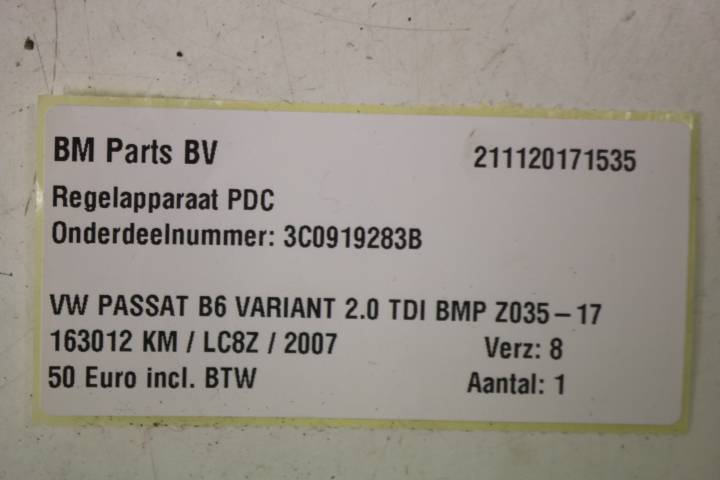 BM Parts BV 211120171535
Regelapparaat PDC
Onderdeelnummer: 3C0919283B
VW PASSAT B6 VARIANT 2.0 TDI BMP Z035-17
163012 KM / LC8Z / 2007 Verz: 8
50 Euro incl. BTW Aantal: 1